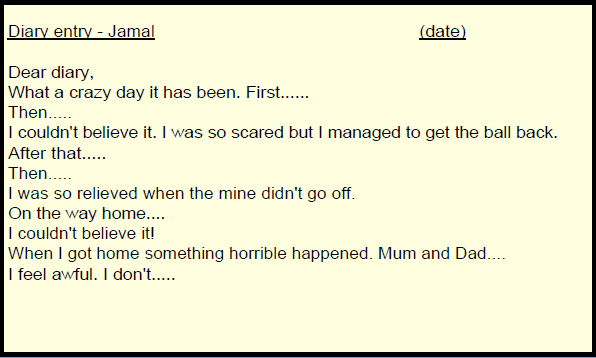 Diary entry - Jamal (date)
Dear diary,
What a crazy day it has been. First......
Then.....
I couldn't believe it. I was so scared but I managed to get the ball back.
After that.....
Then.....
I was so relieved when the mine didn't go off.
On the way home....
I couldn't believe it!
When I got home something horrible happened. Mum and Dad....
I feel awful. I don't.....